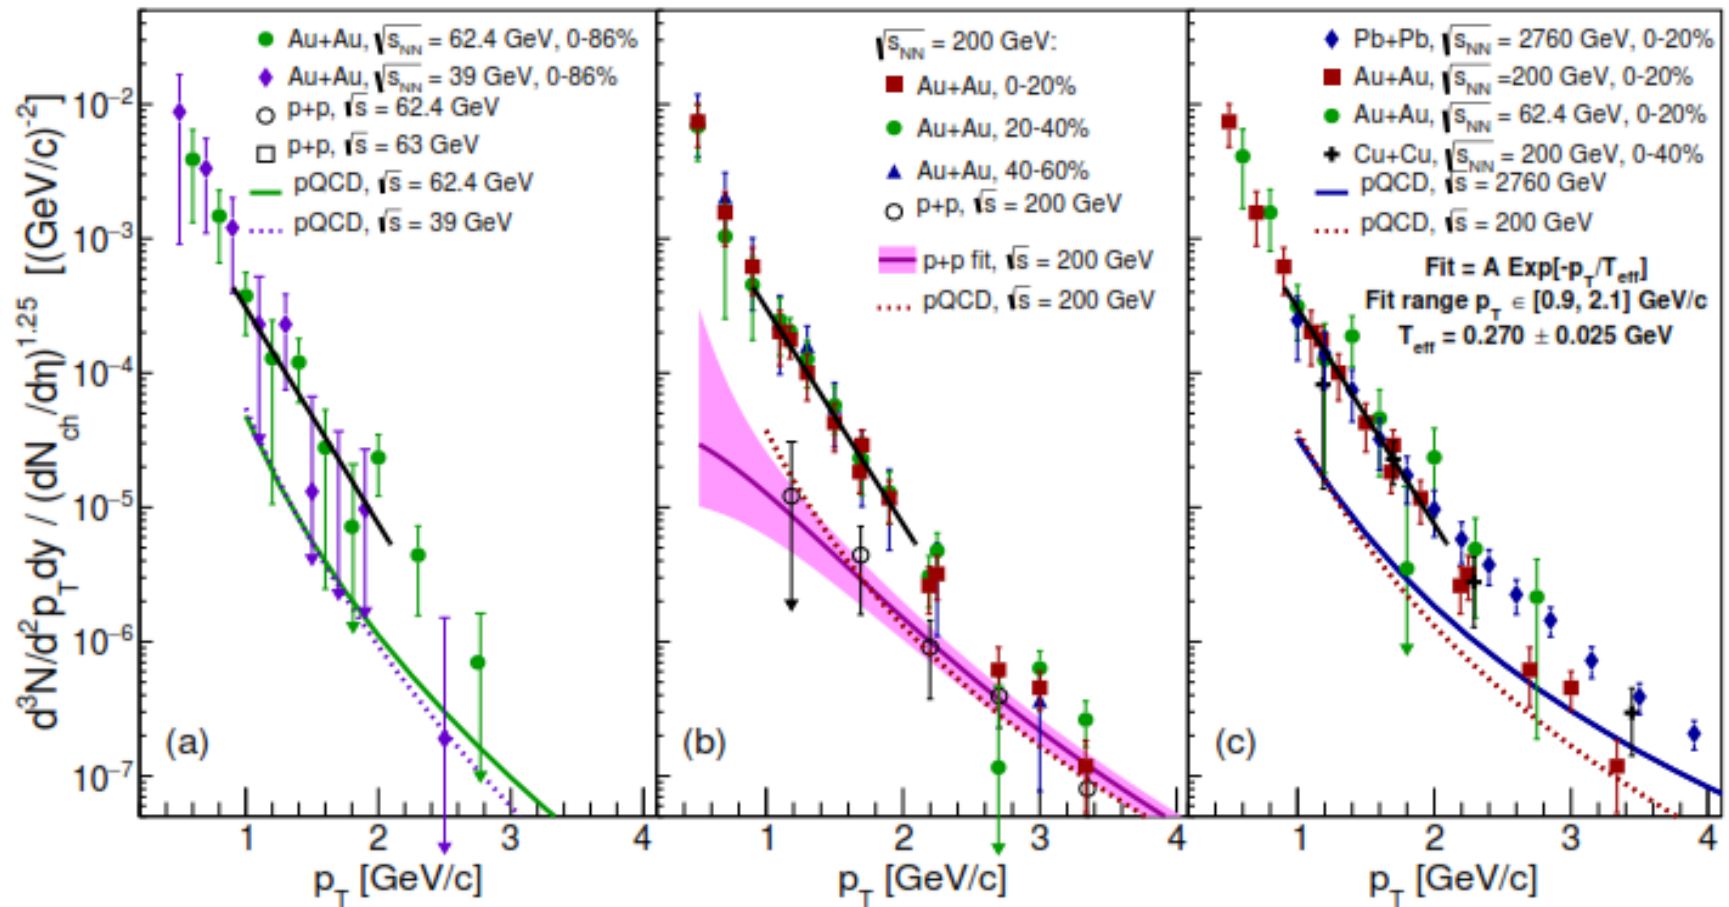 d³N/d²p_T dy / (dN_ch/dη)^1.25 [(GeV/c)^-2]
10^-2
10^-3
10^-4
10^-5
10^-6
10^-7
Au+Au, √s_NN = 62.4 GeV, 0-86%
Au+Au, √s_NN = 39 GeV, 0-86%
p+p, √s = 62.4 GeV
p+p, √s = 63 GeV
pQCD, √s = 62.4 GeV
pQCD, √s = 39 GeV
(a)
1 2 3 4
p_T [GeV/c]
√s_NN = 200 GeV:
Au+Au, 0-20%
Au+Au, 20-40%
Au+Au, 40-60%
p+p, √s = 200 GeV
p+p fit, √s = 200 GeV
pQCD, √s = 200 GeV
(b)
1 2 3 4
p_T [GeV/c]
Pb+Pb, √s_NN = 2760 GeV, 0-20%
Au+Au, √s_NN =200 GeV, 0-20%
Au+Au, √s_NN = 62.4 GeV, 0-20%
Cu+Cu, √s_NN = 200 GeV, 0-40%
pQCD, √s = 2760 GeV
pQCD, √s = 200 GeV
Fit = A Exp[-p_T/T_eff]
Fit range p_T ∈ [0.9, 2.1] GeV/c
T_eff = 0.270 ± 0.025 GeV
(c)
1 2 3 4
p_T [GeV/c]